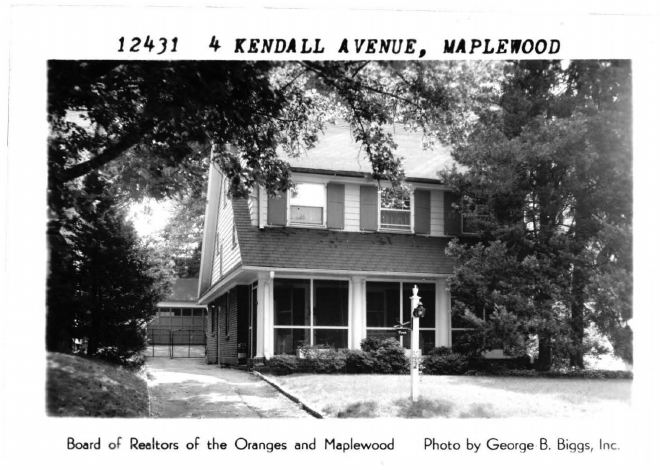 12431 4 KENDALL AVENUE, MAPLEWOOD
Board of Realtors of the Oranges and Maplewood Photo by George B. Biggs, Inc.